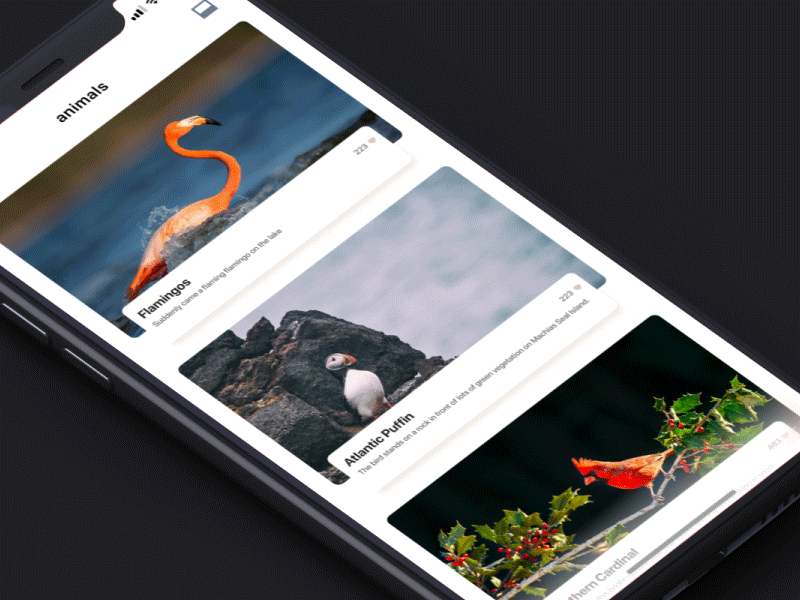 animals
223
Flamingos
Suddenly came a flaming flamingo on the lake
223
Atlantic Puffin
The bird stands on a rock in front of lots of green vegetation on Machias Seal Island.
483
thern Cardinal